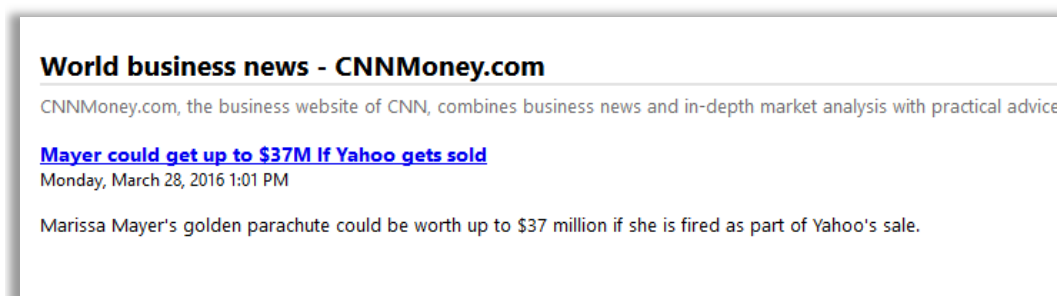 World business news - CNNMoney.com
CNNMoney.com, the business website of CNN, combines business news and in-depth market analysis with practical advice
Mayer could get up to $37M If Yahoo gets sold
Monday, March 28, 2016 1:01 PM
Marissa Mayer's golden parachute could be worth up to $37 million if she is fired as part of Yahoo's sale.